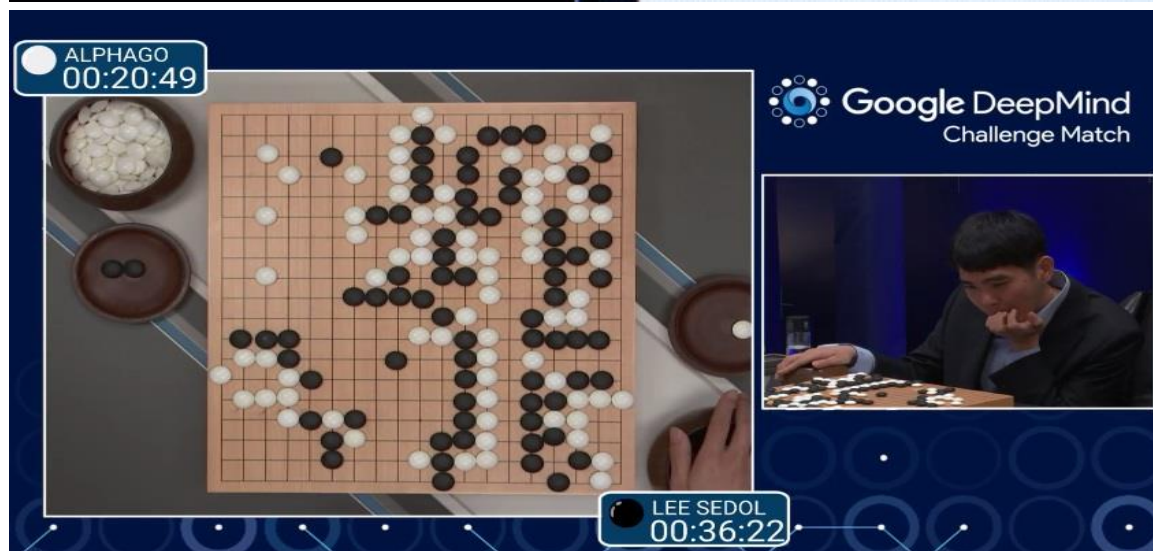 ALPHAGO
00:20:49
Google DeepMind
Challenge Match
LEE SEDOL
00:36:22